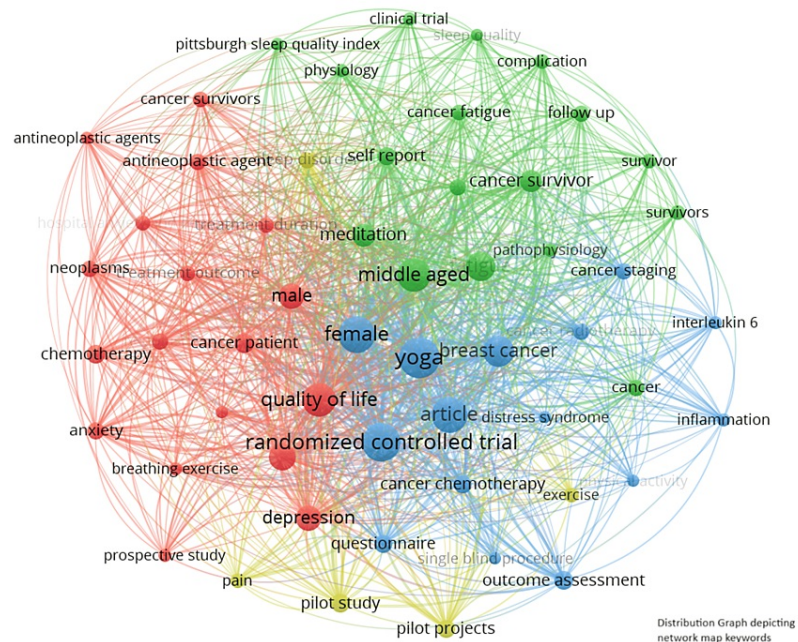 clinical trial
sleep quality
pittsburgh sleep quality index
complication
physiology
cancer survivors
cancer fatigue
follow up
antineoplastic agents
antineoplastic agent
self report
survivor
cancer survivor
survivors
treatment duration
meditation
pathophysiology
neoplasms
treatment outcome
middle aged
cancer staging
male
interleukin 6
female
cancer radiotherapy
chemotherapy
cancer patient
yoga
breast cancer
cancer
quality of life
article
distress syndrome
inflammation
anxiety
randomized controlled trial
breathing exercise
cancer chemotherapy
exercise
depression
questionnaire
prospective study
single blind procedure
pain
outcome assessment
pilot study
pilot projects
Distribution Graph depicting
network map keywords